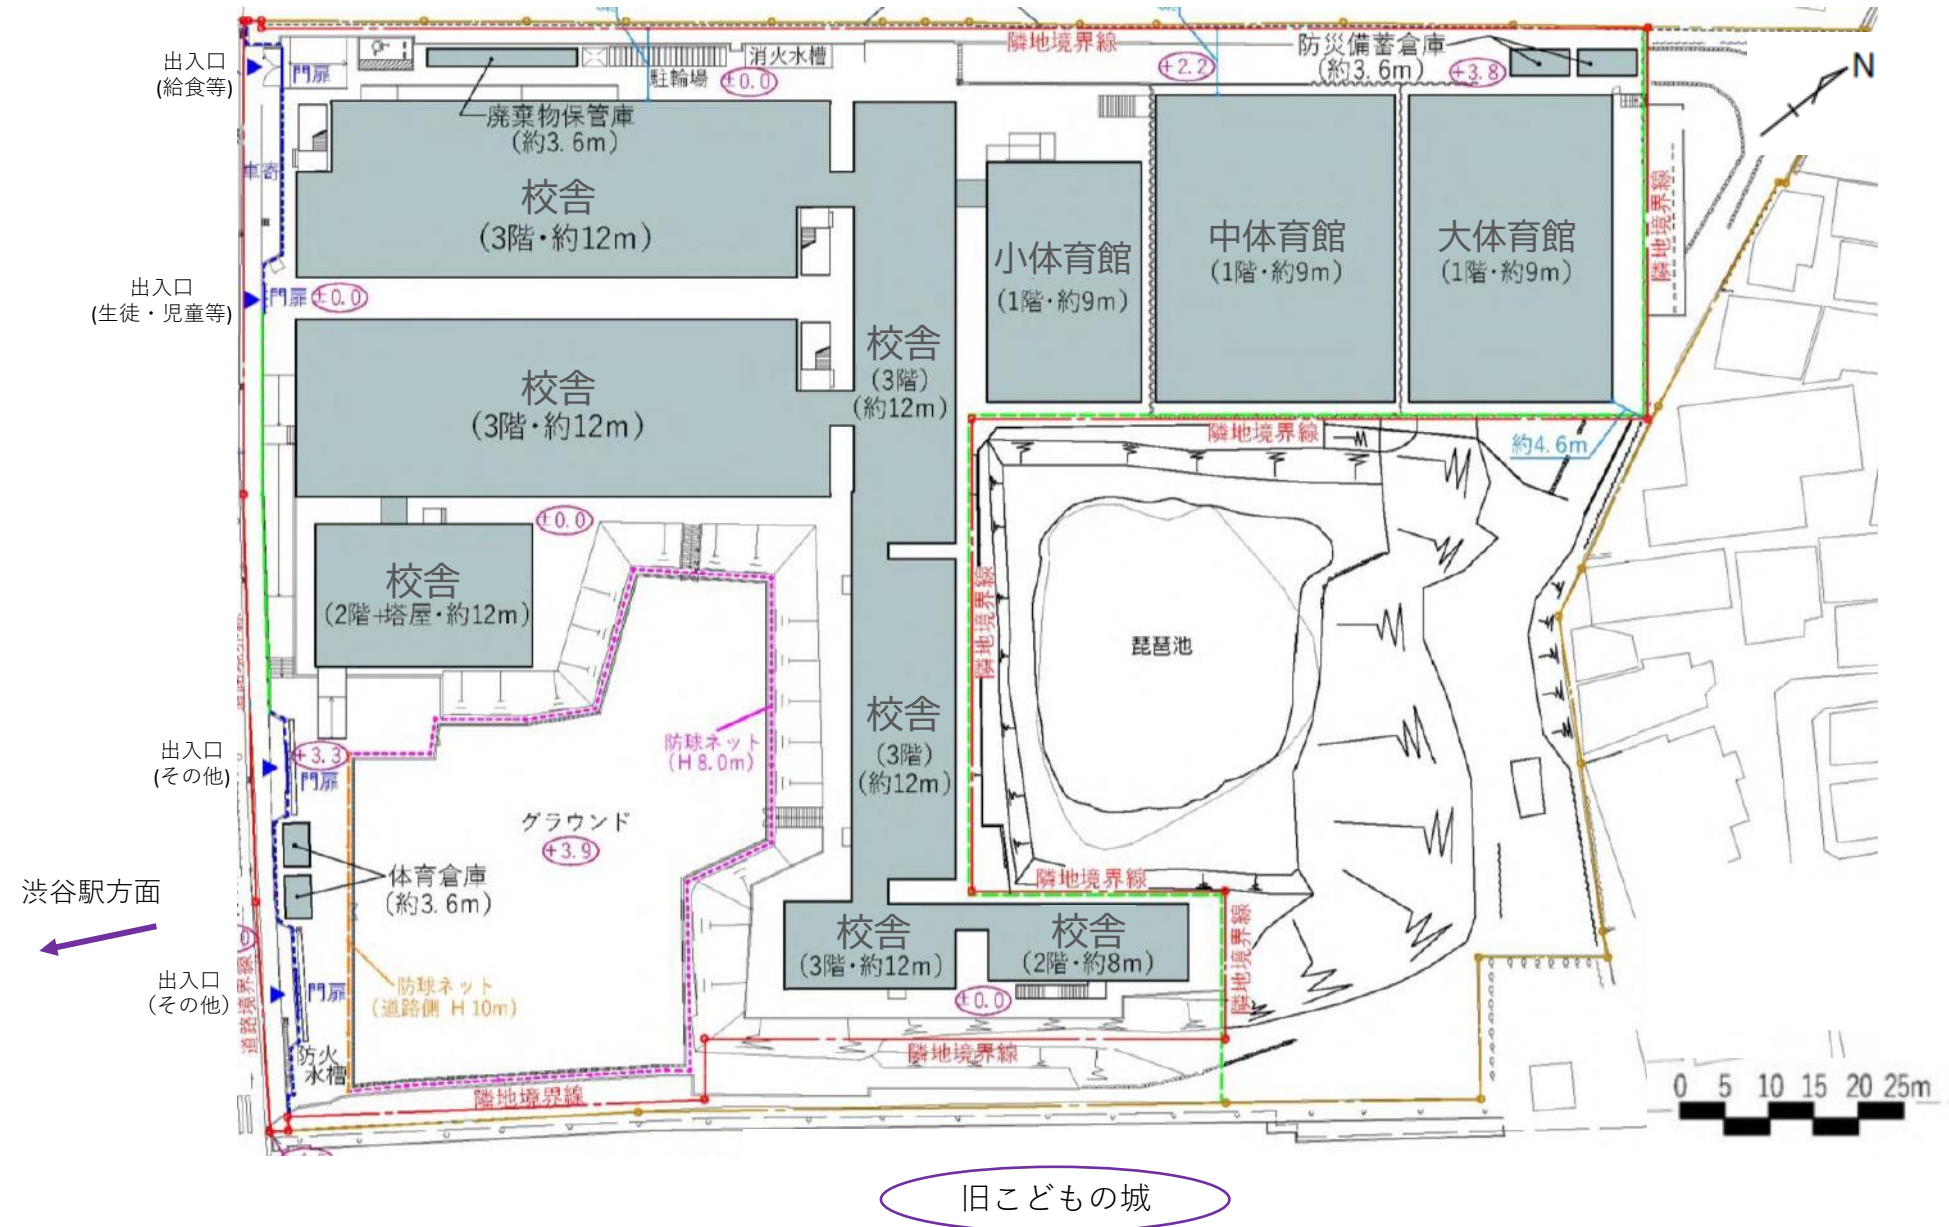 出入口
(給食等)
門扉
消火水槽
駐輪場
±0.0
隣地境界線
+2.2
防災備蓄倉庫
(約3.6m)
+3.8
N
廃棄物保管庫
(約3.6m)
車寄
校舎
(3階・約12m)
小体育館
(1階・約9m)
中体育館
(1階・約9m)
大体育館
(1階・約9m)
隣地境界線
出入口
(生徒・児童等)
門扉
±0.0
校舎
(3階・約12m)
校舎
(3階)
(約12m)
隣地境界線
約4.6m
±0.0
校舎
(2階+塔屋・約12m)
隣地境界線
琵琶池
出入口
(その他)
+3.3
門扉
防球ネット
(H8.0m)
校舎
(3階)
(約12m)
グラウンド
+3.9
体育倉庫
(約3.6m)
隣地境界線
渋谷駅方面
校舎
(3階・約12m)
校舎
(2階・約8m)
隣地境界線
出入口
(その他)
門扉
道路境界線
防球ネット
(道路側 H10m)
±0.0
防火
水槽
隣地境界線
隣地境界線
0 5 10 15 20 25m
旧こどもの城